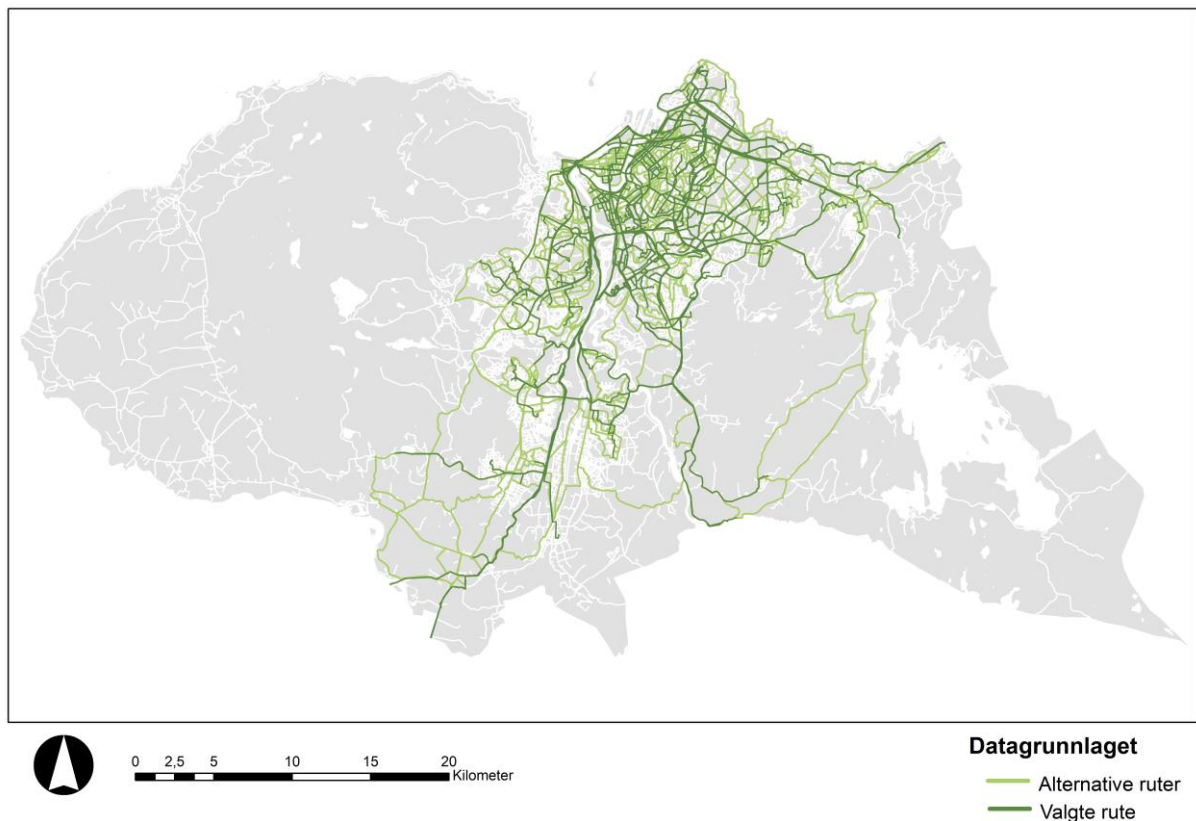 0 2,5 5 10 15 20
Kilometer
Datagrunnlaget
Alternative ruter
Valgte rute